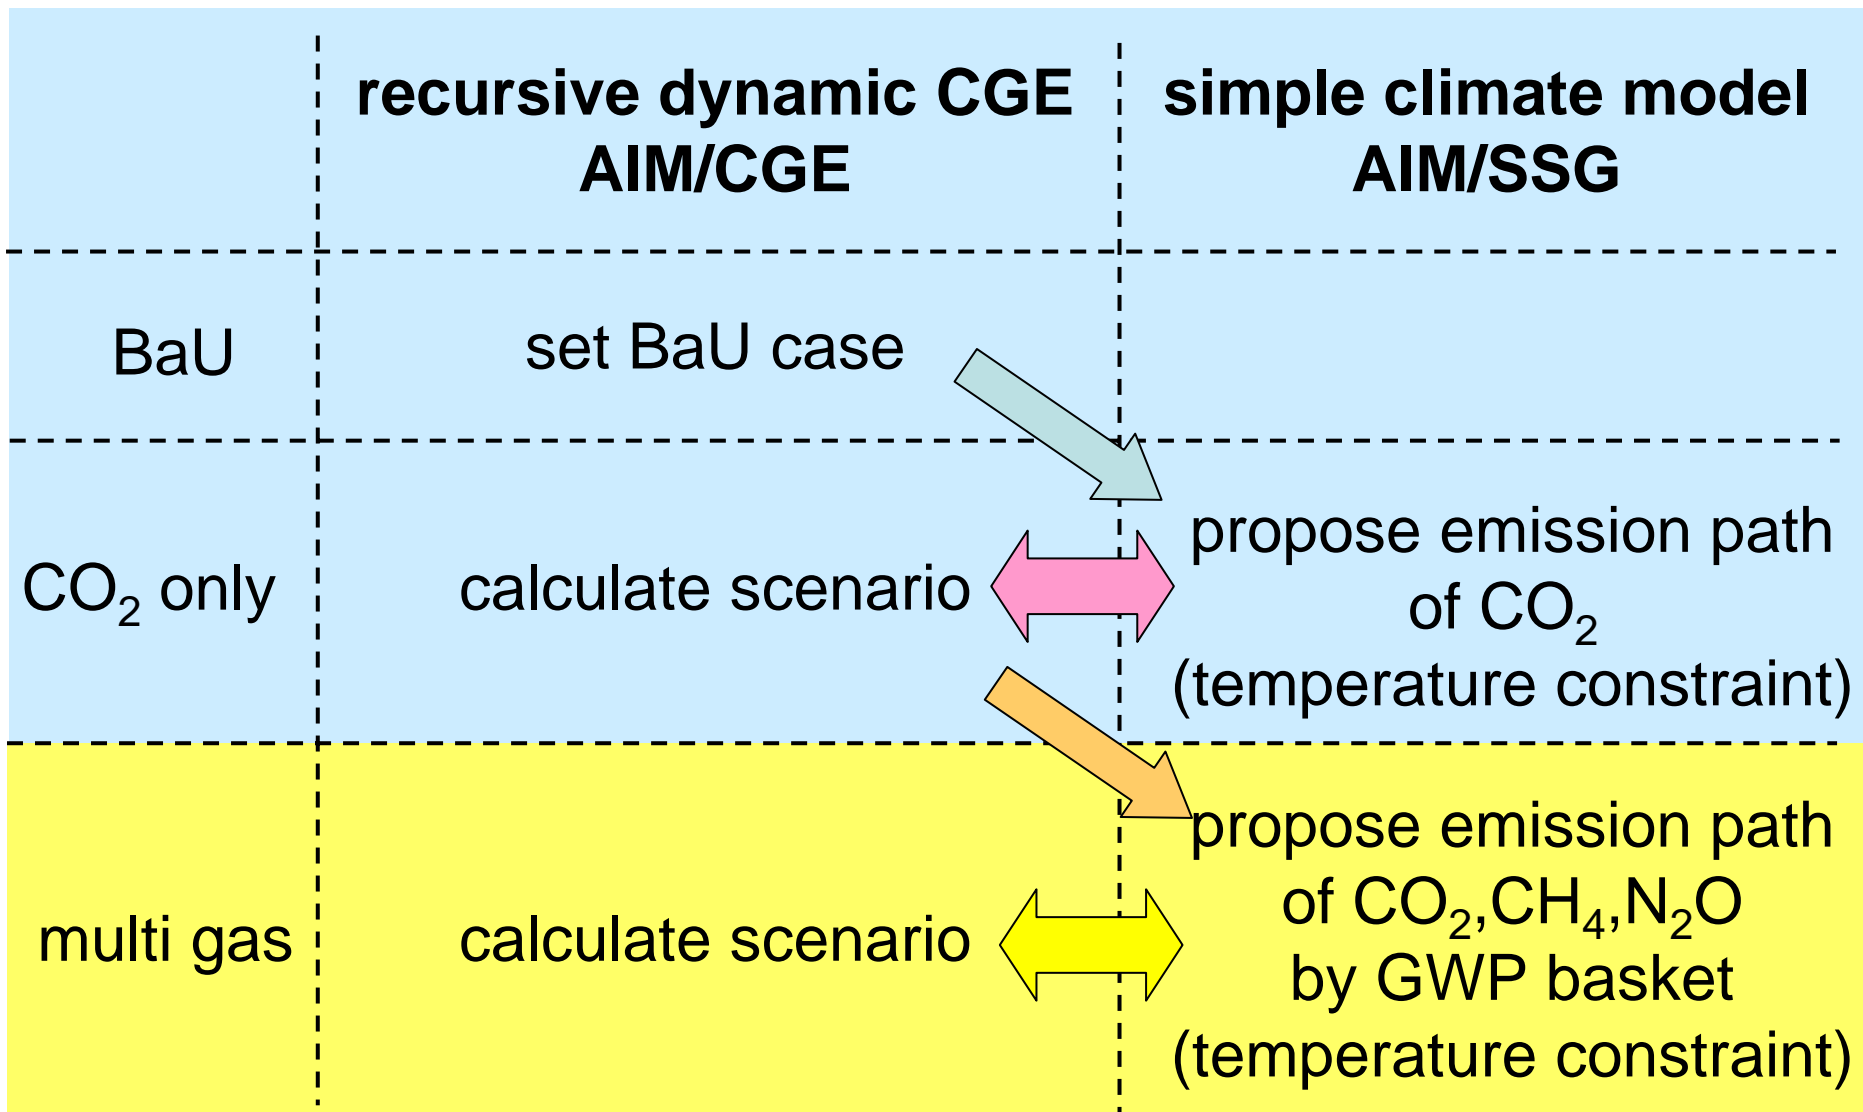 recursive dynamic CGE
AIM/CGE
simple climate model
AIM/SSG
BaU
set BaU case
CO₂ only
calculate scenario
propose emission path
of CO₂
(temperature constraint)
multi gas
calculate scenario
propose emission path
of CO₂,CH₄,N₂O
by GWP basket
(temperature constraint)